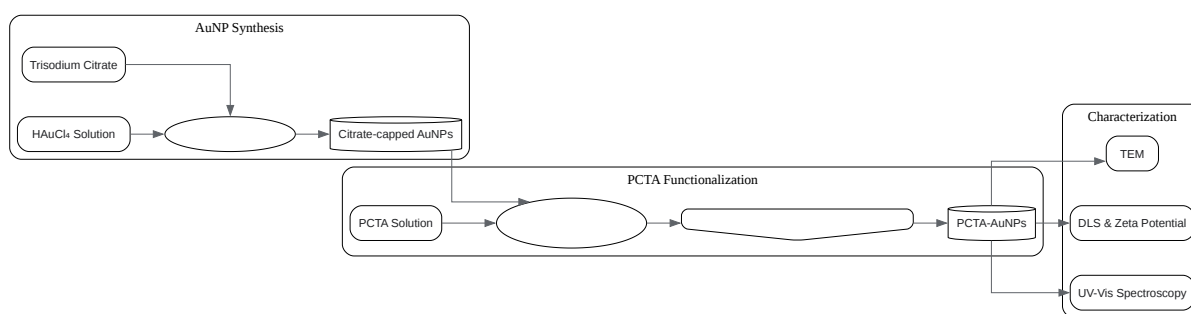 AuNP Synthesis
Trisodium Citrate
HAuCl₄ Solution
Citrate-capped AuNPs
PCTA Functionalization
PCTA Solution
PCTA-AuNPs
Characterization
TEM
DLS & Zeta Potential
UV-Vis Spectroscopy